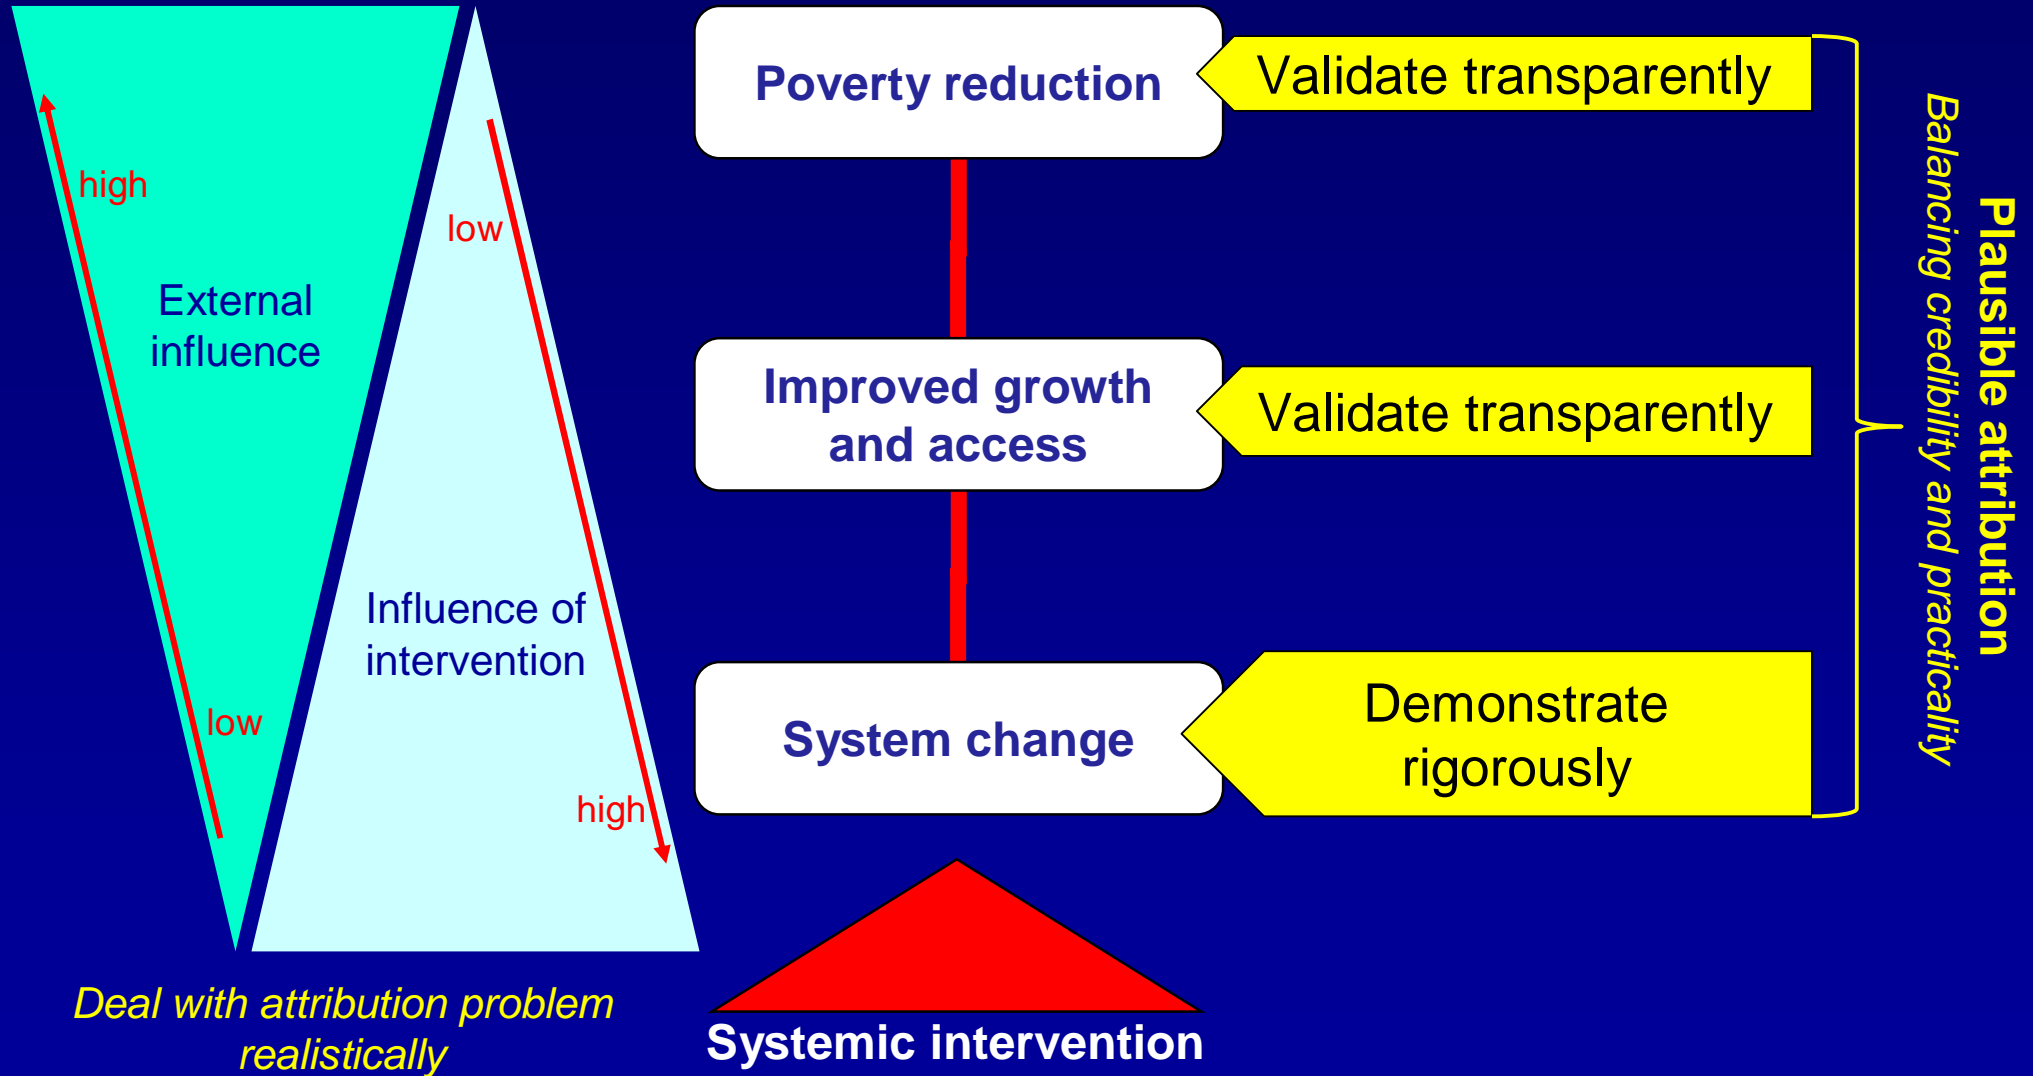 Poverty reduction
Validate transparently
high
low
External
influence
Improved growth
and access
Validate transparently
Influence of
intervention
low
high
System change
Demonstrate
rigorously
Plausible attribution
Balancing credibility and practicality
Deal with attribution problem
realistically
Systemic intervention